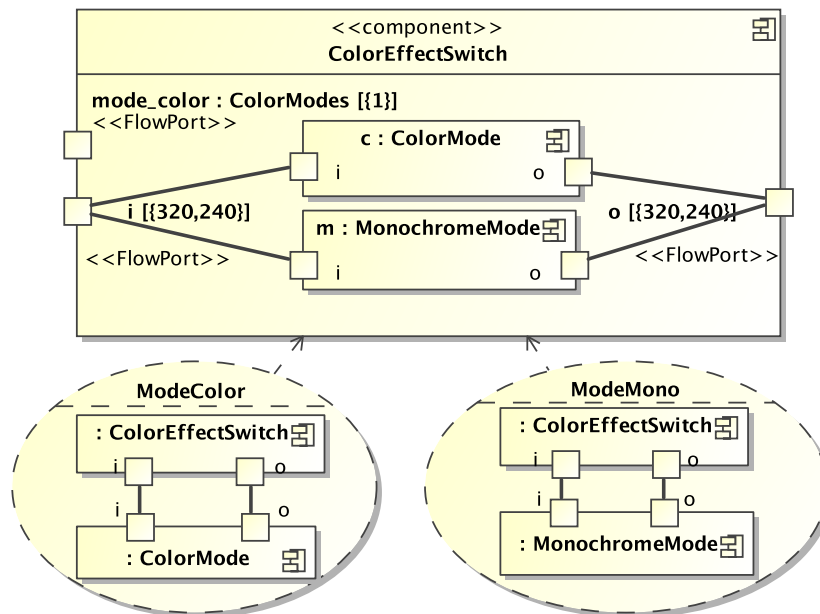 <<component>>
ColorEffectSwitch
mode_color : ColorModes [{1}]
<<FlowPort>>
c : ColorMode
i
o
i [{320,240}]
o [{320,240}]
m : MonochromeMode
<<FlowPort>>
<<FlowPort>>
i
o
ModeColor
: ColorEffectSwitch
i
o
i
o
: ColorMode
ModeMono
: ColorEffectSwitch
i
o
i
o
: MonochromeMode